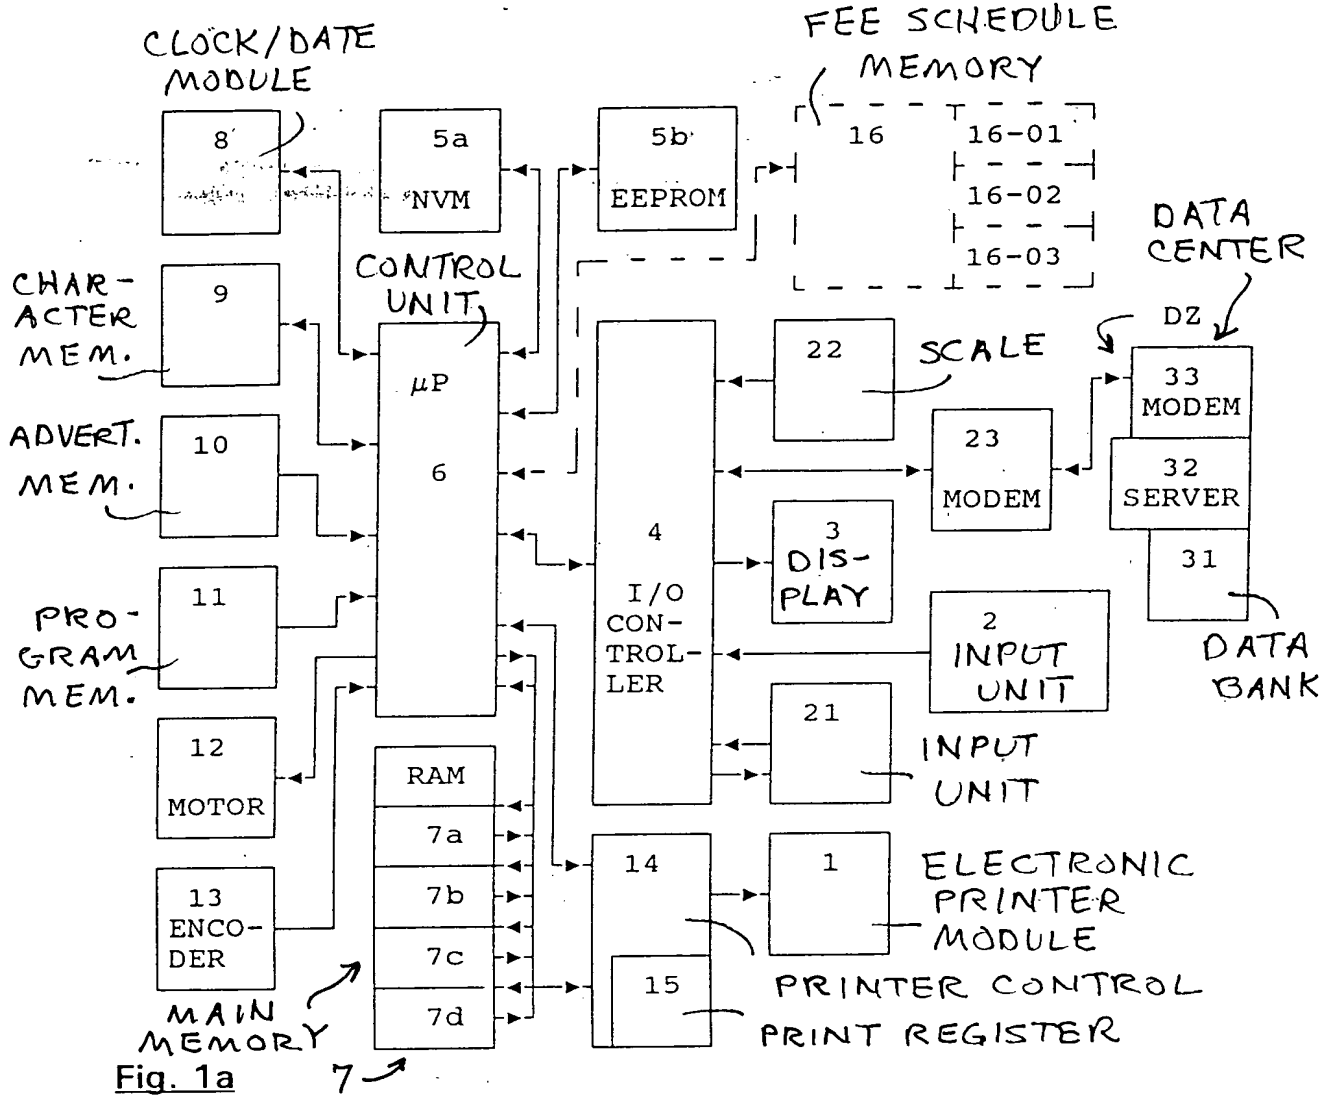 FEE SCHEDULE
MEMORY
CLOCK/DATE
MODULE
8
5a
NVM
5b
EEPROM
16
16-01
16-02
16-03
DATA
CENTER
DZ
CONTROL
UNIT
CHAR-
ACTER
MEM.
9
μP
6
22
SCALE
33
MODEM
32
SERVER
31
DATA
BANK
23
MODEM
ADVERT.
MEM.
10
4
I/O
CON-
TROL-
LER
3
DIS-
PLAY
2
INPUT
UNIT
PRO-
GRAM
MEM.
11
21
INPUT
UNIT
12
MOTOR
RAM
7a
7b
7c
7d
14
15
1
ELECTRONIC
PRINTER
MODULE
13
ENCO-
DER
PRINTER CONTROL
PRINT REGISTER
MAIN
MEMORY
7
Fig. 1a